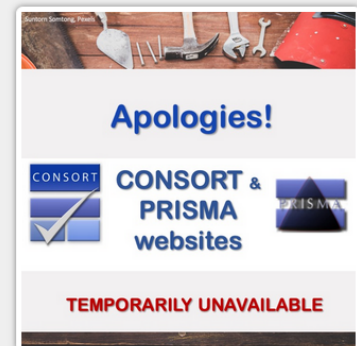 Suntorn Somtong, Pexels
Apologies!
CONSORT
CONSORT &
PRISMA
websites
PRISMA
TEMPORARILY UNAVAILABLE